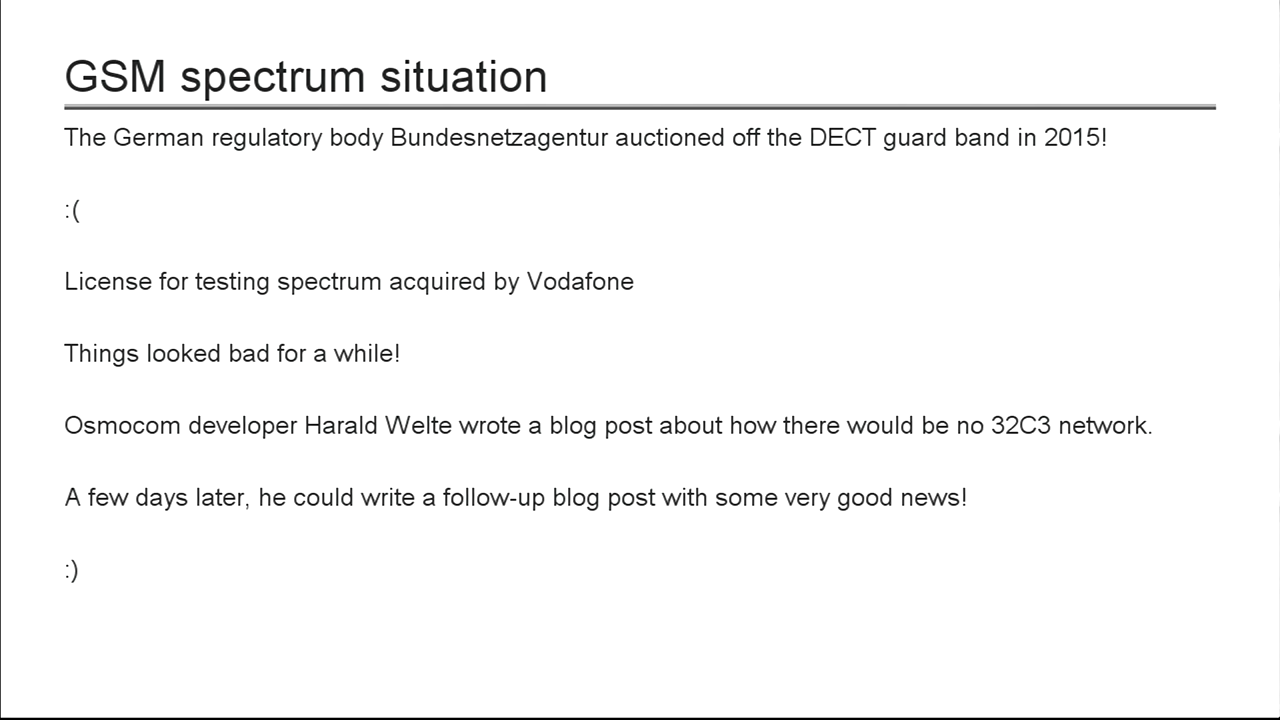 GSM spectrum situation
The German regulatory body Bundesnetzagentur auctioned off the DECT guard band in 2015!
:(
License for testing spectrum acquired by Vodafone
Things looked bad for a while!
Osmocom developer Harald Welte wrote a blog post about how there would be no 32C3 network.
A few days later, he could write a follow-up blog post with some very good news!
:)